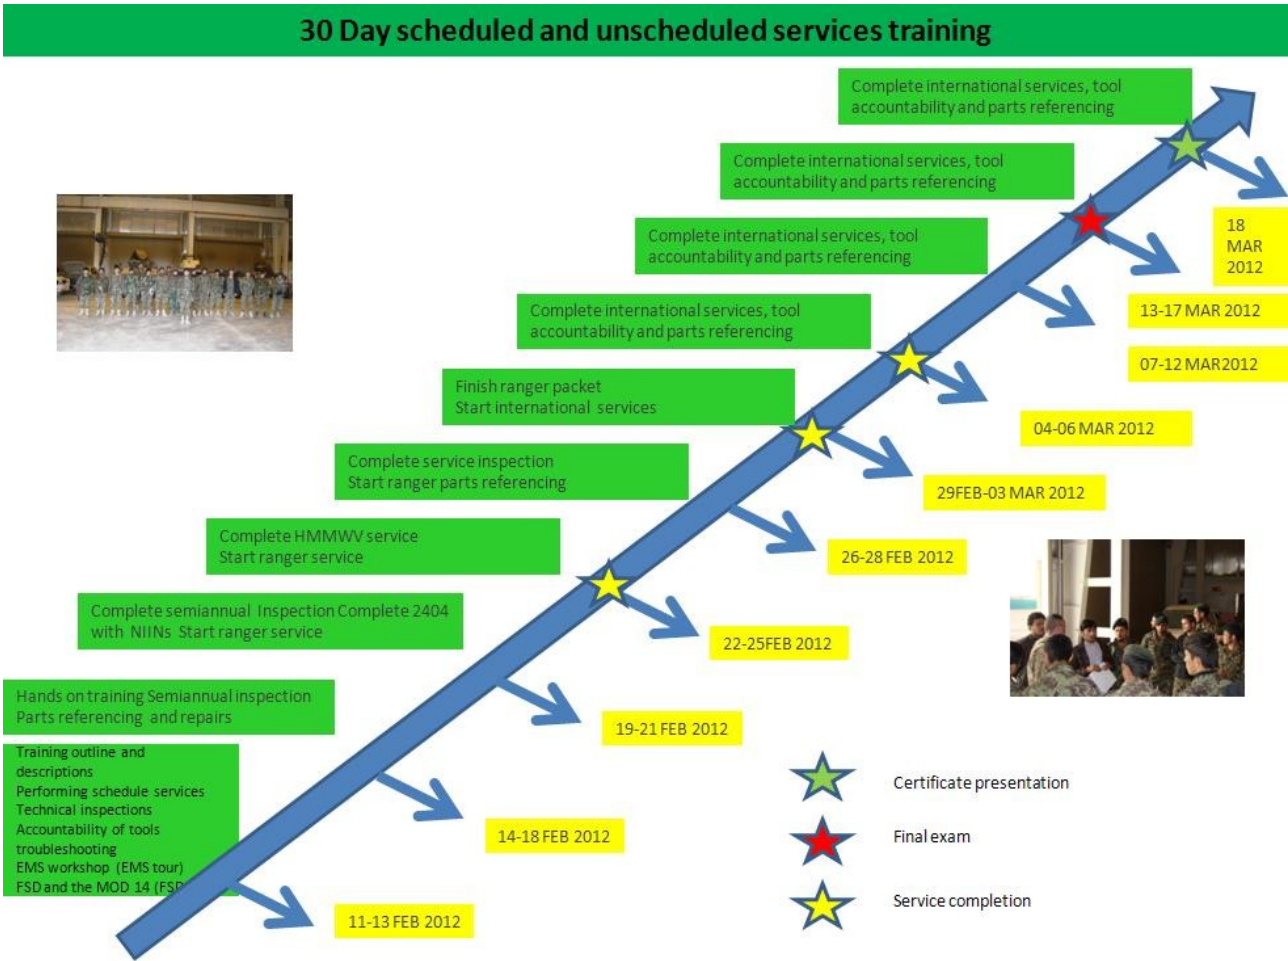 30 Day scheduled and unscheduled services training
Complete international services, tool
accountability and parts referencing
Complete international services, tool
accountability and parts referencing
Complete international services, tool
accountability and parts referencing
Complete international services, tool
accountability and parts referencing
Finish ranger packet
Start international services
Complete service inspection
Start ranger parts referencing
Complete HMMWV service
Start ranger service
Complete semiannual Inspection Complete 2404
with NIINs Start ranger service
Hands on training Semiannual inspection
Parts referencing and repairs
Training outline and
descriptions
Performing schedule services
Technical inspections
Accountability of tools
troubleshooting
EMS workshop (EMS tour)
FSD and the MOD 14 (FSD
18
MAR
2012
13-17 MAR 2012
07-12 MAR2012
04-06 MAR 2012
29FEB-03 MAR 2012
26-28 FEB 2012
22-25FEB 2012
19-21 FEB 2012
14-18 FEB 2012
11-13 FEB 2012
Certificate presentation
Final exam
Service completion